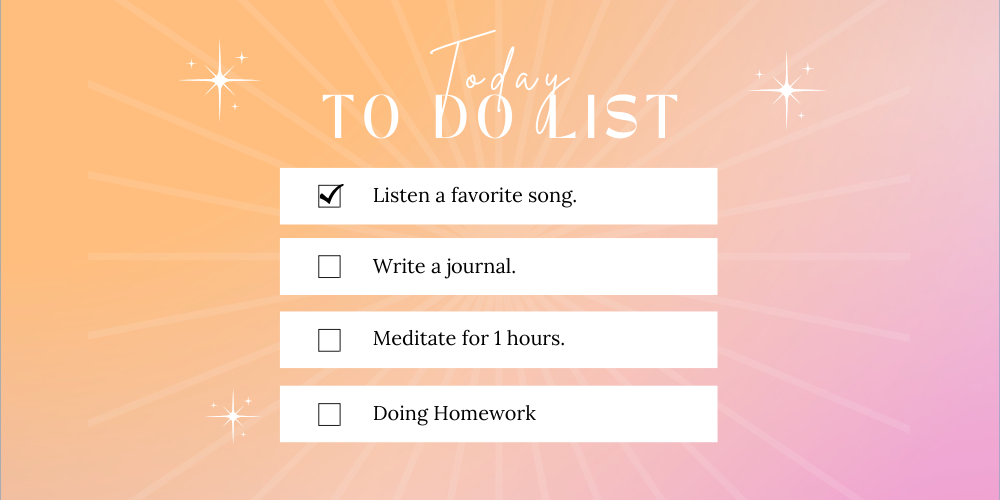 Today
TO DO LIST
Listen a favorite song.
Write a journal.
Meditate for 1 hours.
Doing Homework